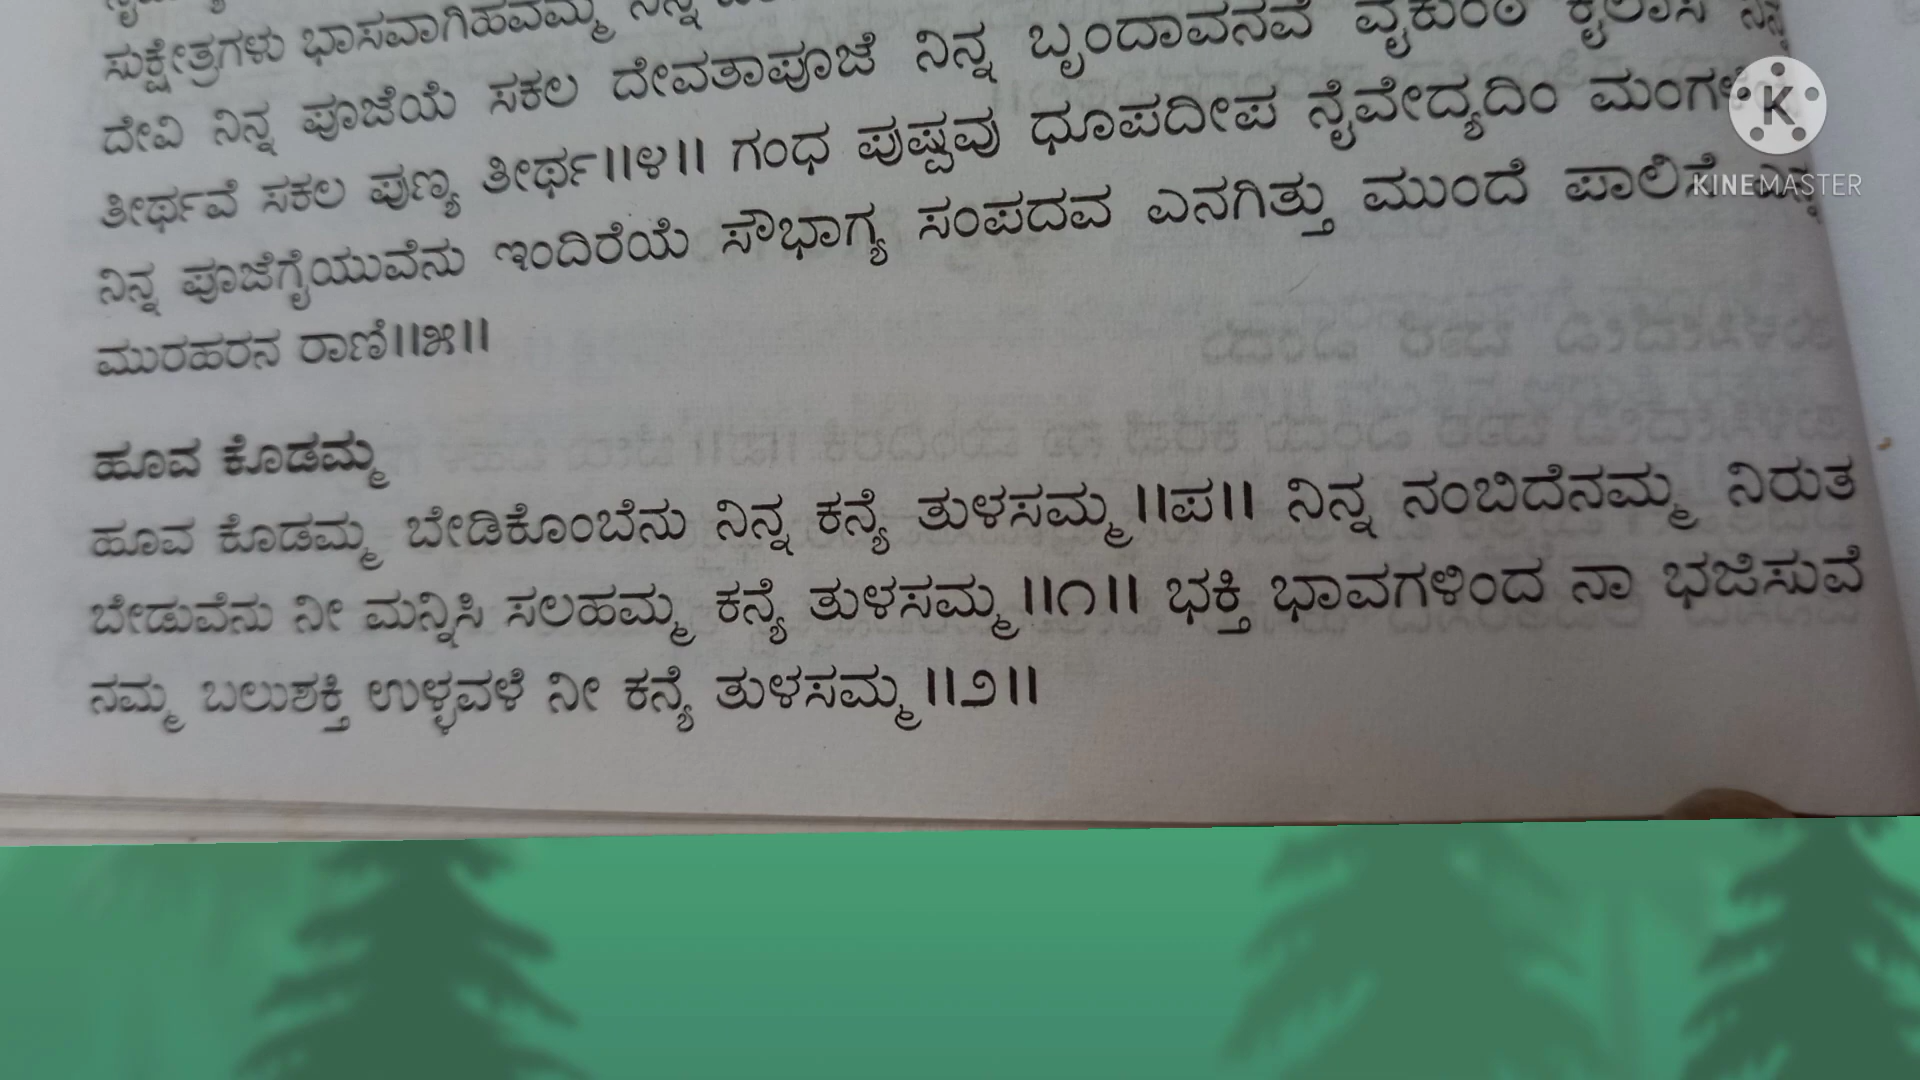 ಸುಕ್ಷೇತ್ರಗಳು ಭಾಸವಾಗಿಹವಮ್ಮ ನಿನ್ನ
ದೇವಿ ನಿನ್ನ ಪೂಜೆಯೆ ಸಕಲ ದೇವತಾಪೂಜೆ ನಿನ್ನ ಬೃಂದಾವನವೆ ವೈಕುಂಠ ಕೈಲಾಸ
ತೀರ್ಥವೆ ಸಕಲ ಪುಣ್ಯ ತೀರ್ಥ||೪|| ಗಂಧ ಪುಷ್ಪವು ಧೂಪದೀಪ ನೈವೇದ್ಯದಿಂ
ನಿನ್ನ ಪೂಜೆಗೈಯುವೆನು ಇಂದಿರೆಯೆ ಸೌಭಾಗ್ಯ ಸಂಪದವ ಎನಗಿತ್ತು ಮುಂದೆ ಪಾಲಿಸೆ
ಮುರಹರನ ರಾಣಿ||೫||
ಹೂವ ಕೊಡಮ್ಮ
ಹೂವ ಕೊಡಮ್ಮ ಬೇಡಿಕೊಂಬೆನು ನಿನ್ನ ಕನ್ಯೆ ತುಳಸಮ್ಮ ||ಪ|| ನಿನ್ನ ನಂಬಿದೆನಮ್ಮ ನಿರುತ
ಬೇಡುವೆನು ನೀ ಮನ್ನಿಸಿ ಸಲಹಮ್ಮ ಕನ್ಯೆ ತುಳಸಮ್ಮ ||೧|| ಭಕ್ತಿ ಭಾವಗಳಿಂದ ನಾ ಭಜಿಸುವೆ
ನಮ್ಮ ಬಲುಶಕ್ತಿ ಉಳ್ಳವಳೆ ನೀ ಕನ್ಯೆ ತುಳಸಮ್ಮ ||೨||
KINEMASTER